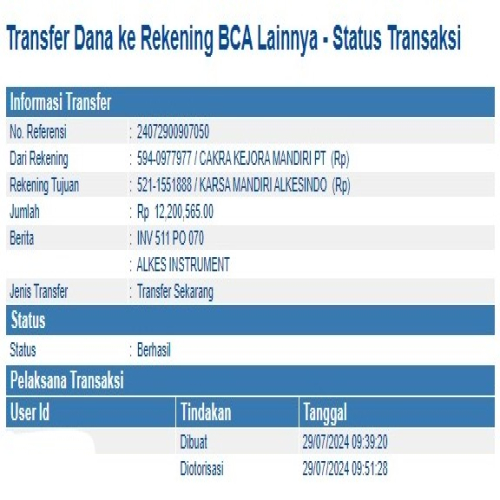 Transfer Dana ke Rekening BCA Lainnya - Status Transaksi
Informasi Transfer
No. Referensi : 24072900907050
Dari Rekening : 594-0977977 / CAKRA KEJORA MANDIRI PT (Rp)
Rekening Tujuan : 521-1551888 / KARSA MANDIRI ALKESINDO (Rp)
Jumlah : Rp 12,200,565.00
Berita : INV 511 PO 070
: ALKES INSTRUMENT
Jenis Transfer : Transfer Sekarang
Status
Status : Berhasil
Pelaksana Transaksi
User Id Tindakan Tanggal
Dibuat 29/07/2024 09:39:20
Diotorisasi 29/07/2024 09:51:28